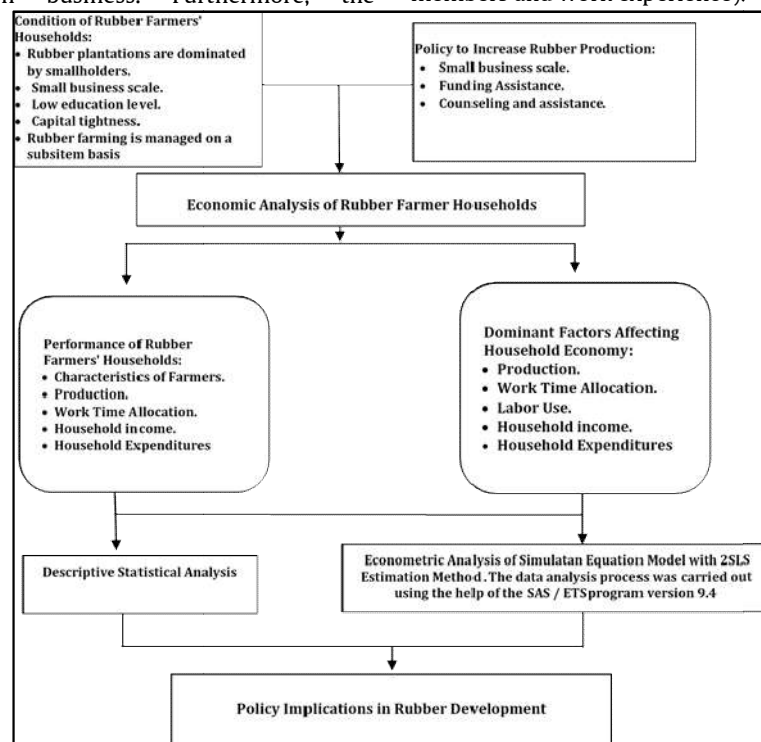 business. Furthermore, the
members and work experience).
Condition of Rubber Farmers'
Households:
• Rubber plantations are dominated
by smallholders.
• Small business scale.
• Low education level.
• Capital tightness.
• Rubber farming is managed on a
subsitem basis
Policy to Increase Rubber Production:
• Small business scale.
• Funding Assistance.
• Counseling and assistance.
Economic Analysis of Rubber Farmer Households
Performance of Rubber
Farmers' Households:
• Characteristics of Farmers.
• Production.
• Work Time Allocation.
• Household income.
• Household Expenditures
Dominant Factors Affecting
Household Economy:
• Production.
• Work Time Allocation.
• Labor Use.
• Household income.
• Household Expenditures
Descriptive Statistical Analysis
Econometric Analysis of Simulatan Equation Model with 2SLS
Estimation Method. The data analysis process was carried out
using the help of the SAS / ETSprogram version 9.4
Policy Implications in Rubber Development